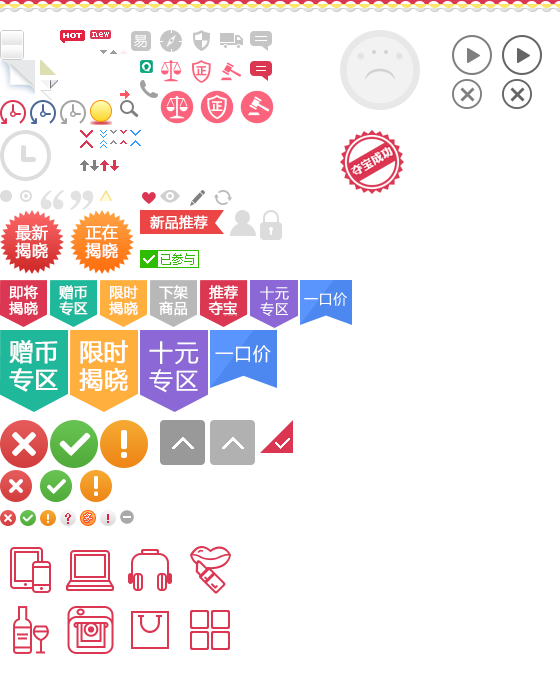 HOT
new
易
正
正
夺宝成功
最新
揭晓
正在
揭晓
新品推荐
已参与
即将
揭晓
赠币
专区
限时
揭晓
下架
商品
推荐
夺宝
十元
专区
一口价
赠币
专区
限时
揭晓
十元
专区
一口价